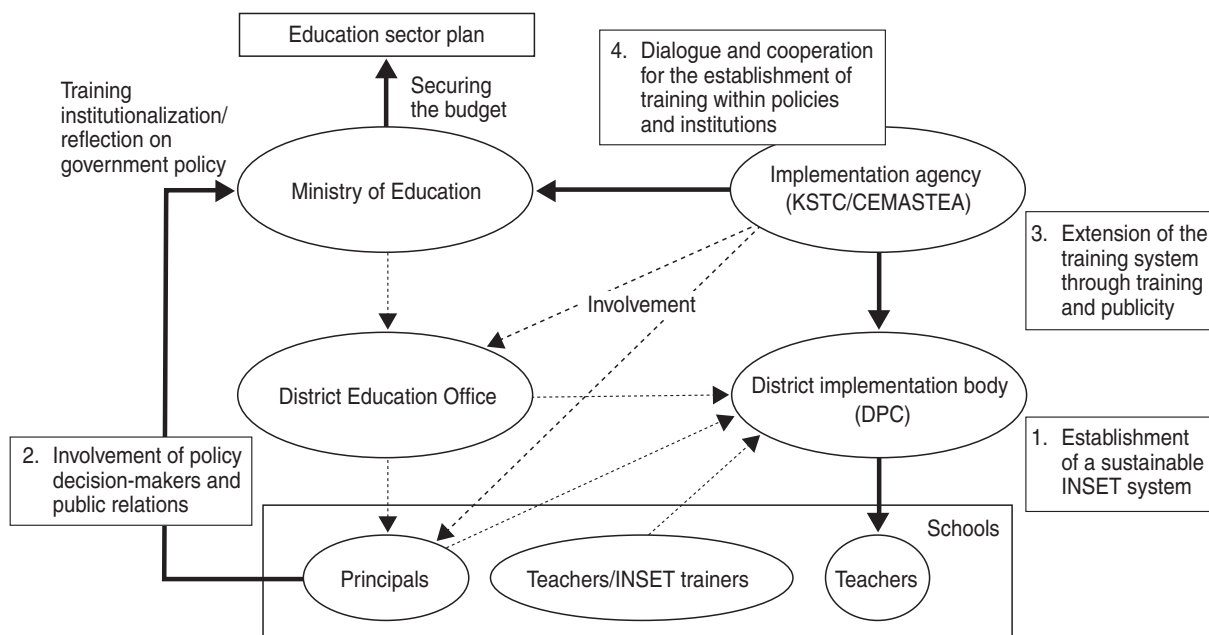 Education sector plan
4. Dialogue and cooperation
for the establishment of
training within policies
and institutions
Training
institutionalization/
reflection on
government policy
Securing
the budget
Ministry of Education
Implementation agency
(KSTC/CEMASTEA)
3. Extension of the
training system
through training
and publicity
Involvement
District Education Office
District implementation body
(DPC)
2. Involvement of policy
decision-makers and
public relations
1. Establishment
of a sustainable
INSET system
Schools
Principals
Teachers/INSET trainers
Teachers